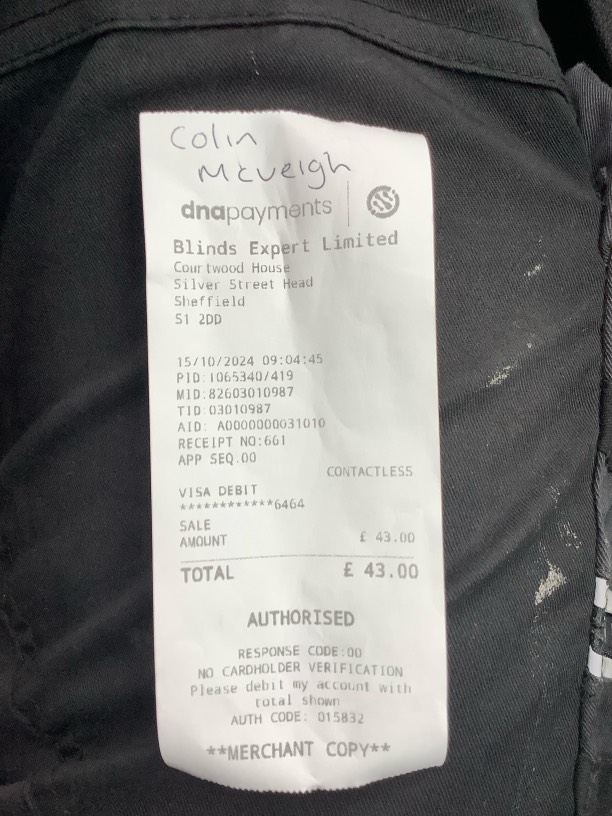 Colin
McVeigh
dnapayments
Blinds Expert Limited
Courtwood House
Silver Street Head
Sheffield
S1 2DD
15/10/2024 09:04:45
PID:1065340/419
MID:82603010987
TID:03010987
AID: A0000000031010
RECEIPT NO:661
APP SEQ.00
CONTACTLESS
VISA DEBIT
************6464
SALE
AMOUNT £ 43.00
TOTAL £ 43.00
AUTHORISED
RESPONSE CODE:00
NO CARDHOLDER VERIFICATION
Please debit my account with
total shown
AUTH CODE: 015832
**MERCHANT COPY**